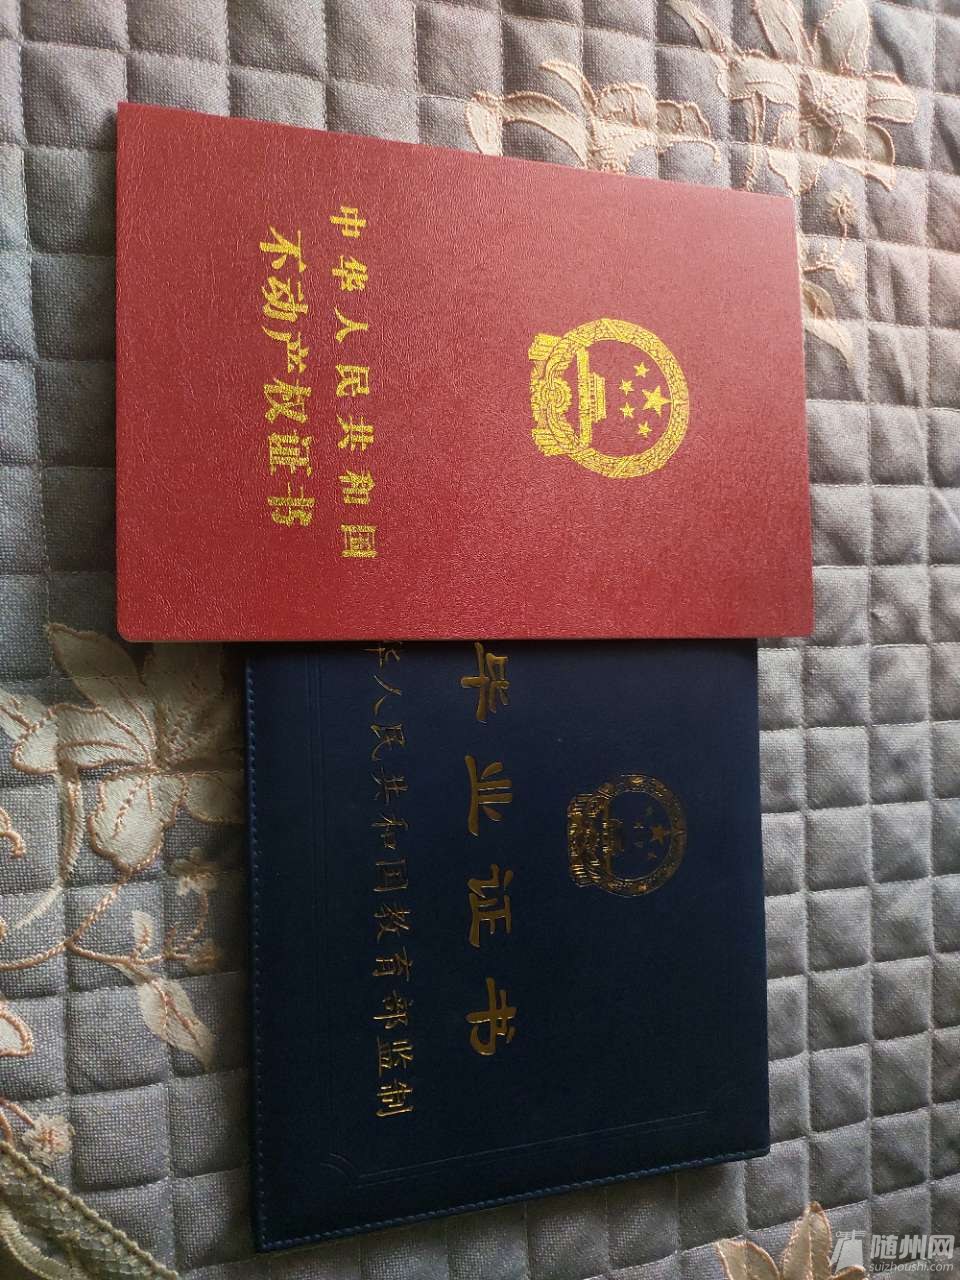 中华人民共和国
不动产权证书
毕业证书
华人民共和国教育部监制
随州网
suizhoushi.com